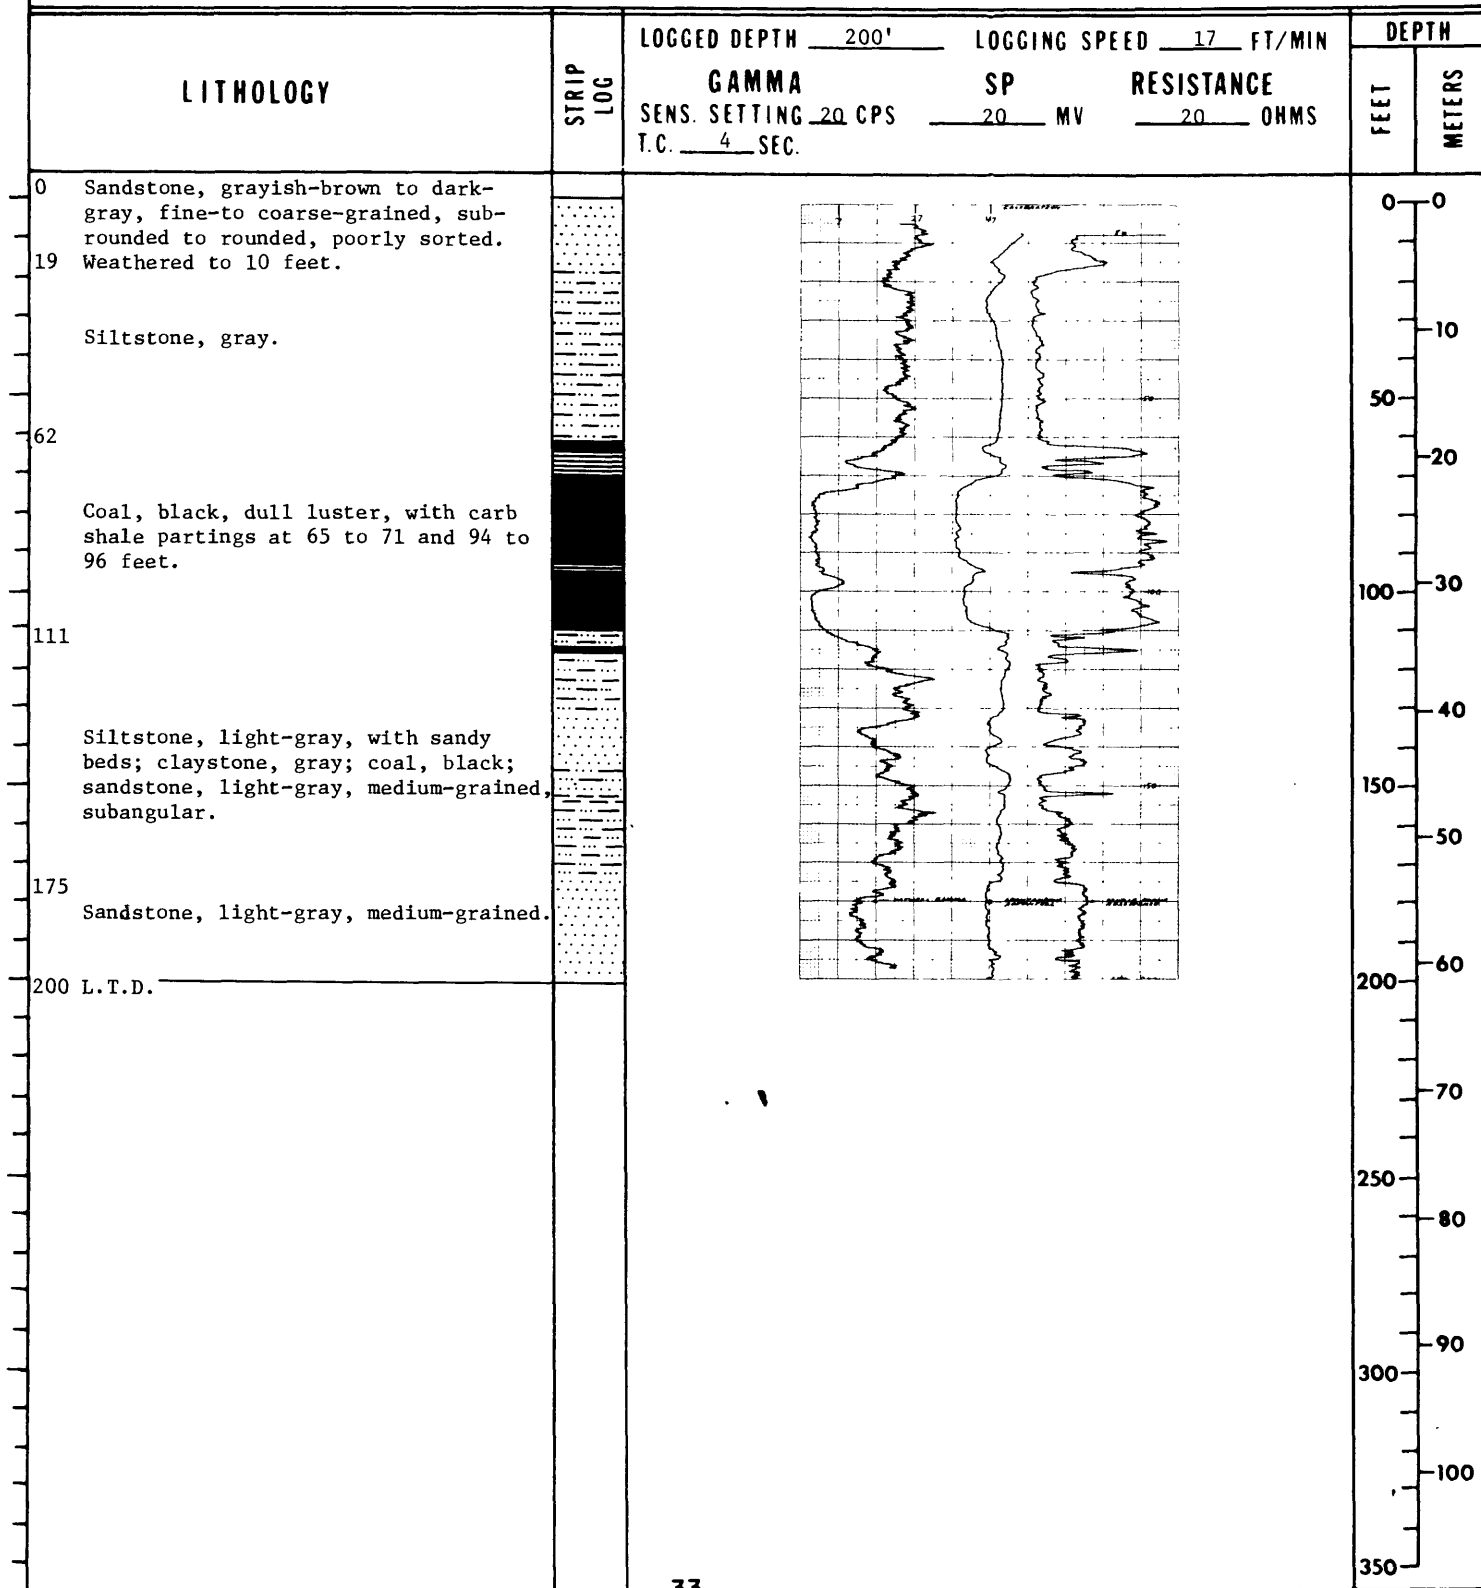 LITHOLOGY
STRIP LOG
LOGGED DEPTH 200' LOGGING SPEED 17 FT/MIN
GAMMA SP RESISTANCE
SENS. SETTING 20 CPS 20 MV 20 OHMS
T.C. 4 SEC.
DEPTH
FEET METERS
0 Sandstone, grayish-brown to dark-
gray, fine-to coarse-grained, sub-
rounded to rounded, poorly sorted.
19 Weathered to 10 feet.
Siltstone, gray.
62
Coal, black, dull luster, with carb
shale partings at 65 to 71 and 94 to
96 feet.
111
Siltstone, light-gray, with sandy
beds; claystone, gray; coal, black;
sandstone, light-gray, medium-grained,
subangular.
175
Sandstone, light-gray, medium-grained.
200 L.T.D.
0 0
10
50
20
100 30
40
150
50
60
200
70
250
80
90
300
100
350
33